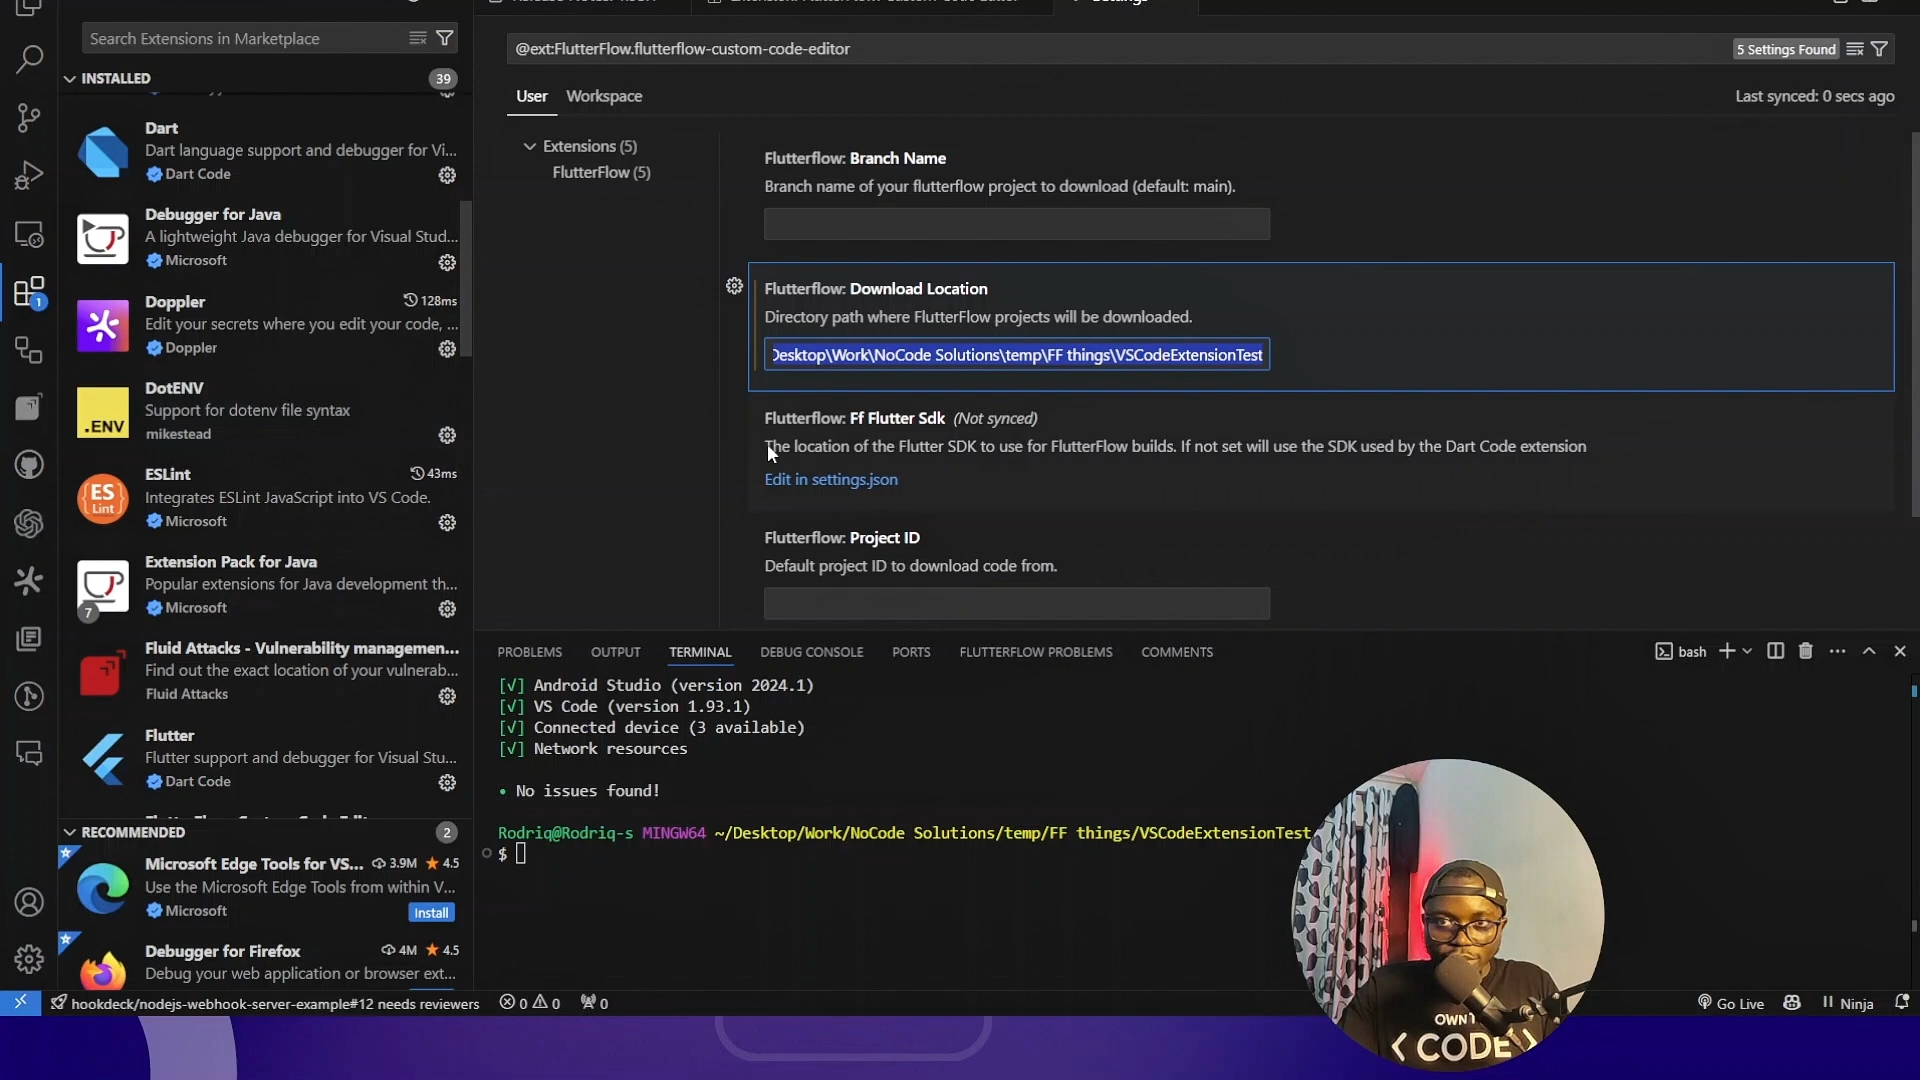 Search Extensions in Marketplace
INSTALLED
39
Dart
Dart language support and debugger for Vi...
Dart Code
Debugger for Java
A lightweight Java debugger for Visual Stud...
Microsoft
Doppler
128ms
Edit your secrets where you edit your code, ...
Doppler
DotENV
Support for dotenv file syntax
mikestead
.ENV
ESLint
43ms
Integrates ESLint JavaScript into VS Code.
Microsoft
ES
Lint
Extension Pack for Java
Popular extensions for Java development th...
Microsoft
7
Fluid Attacks - Vulnerability managemen...
Find out the exact location of your vulnerab...
Fluid Attacks
Flutter
Flutter support and debugger for Visual Stu...
Dart Code
RECOMMENDED
2
Microsoft Edge Tools for VS...
3.9M
4.5
Use the Microsoft Edge Tools from within V...
Microsoft
Install
Debugger for Firefox
4M
4.5
Debug your web application or browser ext...
1
@ext:FlutterFlow.flutterflow-custom-code-editor
5 Settings Found
User
Workspace
Last synced: 0 secs ago
Extensions (5)
FlutterFlow (5)
Flutterflow: Branch Name
Branch name of your flutterflow project to download (default: main).
Flutterflow: Download Location
Directory path where FlutterFlow projects will be downloaded.
Desktop\Work\NoCode Solutions\temp\FF things\VSCodeExtensionTest
Flutterflow: Ff Flutter Sdk (Not synced)
The location of the Flutter SDK to use for FlutterFlow builds. If not set will use the SDK used by the Dart Code extension
Edit in settings.json
Flutterflow: Project ID
Default project ID to download code from.
PROBLEMS
OUTPUT
TERMINAL
DEBUG CONSOLE
PORTS
FLUTTERFLOW PROBLEMS
COMMENTS
bash
[√] Android Studio (version 2024.1)
[√] VS Code (version 1.93.1)
[√] Connected device (3 available)
[√] Network resources
• No issues found!
Rodriq@Rodriq-s MINGW64 ~/Desktop/Work/NoCode Solutions/temp/FF things/VSCodeExtensionTest
$
OWN
< CODE
hookdeck/nodejs-webhook-server-example#12 needs reviewers
0
0
0
Go Live
Ninja